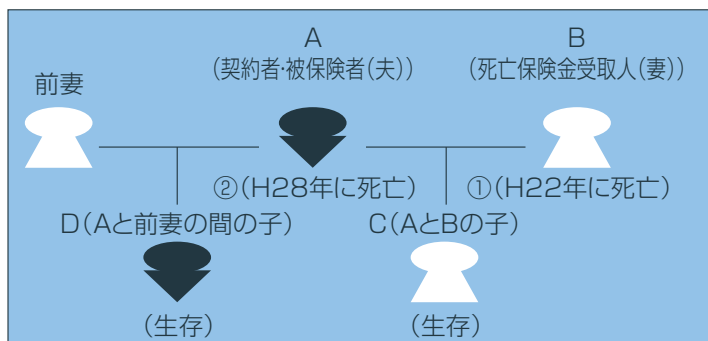 A
B
(契約者・被保険者(夫))
(死亡保険金受取人(妻))
前妻
②(H28年に死亡)
①(H22年に死亡)
D(Aと前妻の間の子)
C(AとBの子)
(生存)
(生存)